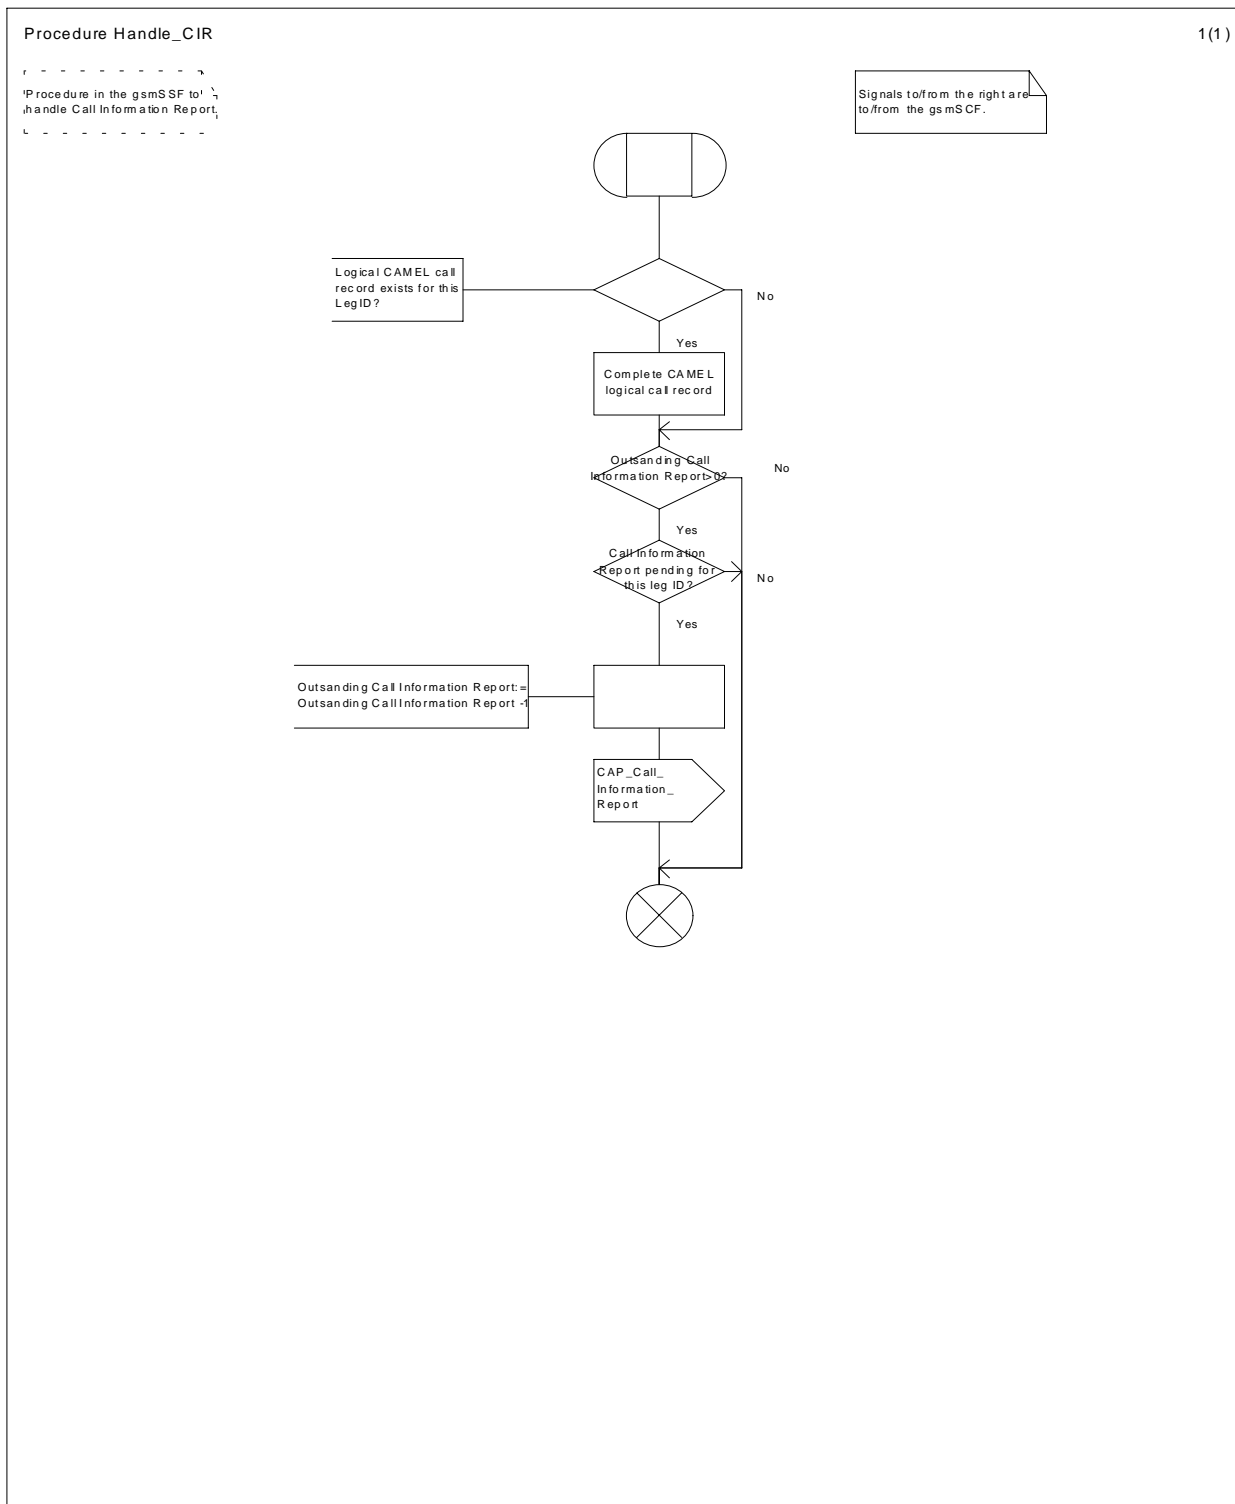 Procedure Handle_CIR
1(1)
Procedure in the gsmSSF to
handle Call Information Report.
Signals to/from the right are
to/from the gsmSCF.
Logical CAMEL call
record exists for this
LegID?
No
Yes
Complete CAMEL
logical call record
Outsanding Call
Information Report>0?
No
Yes
Call Information
Report pending for
this leg ID?
No
Yes
Outsanding Call Information Report:=
Outsanding Call Information Report -1
CAP_Call_
Information_
Report